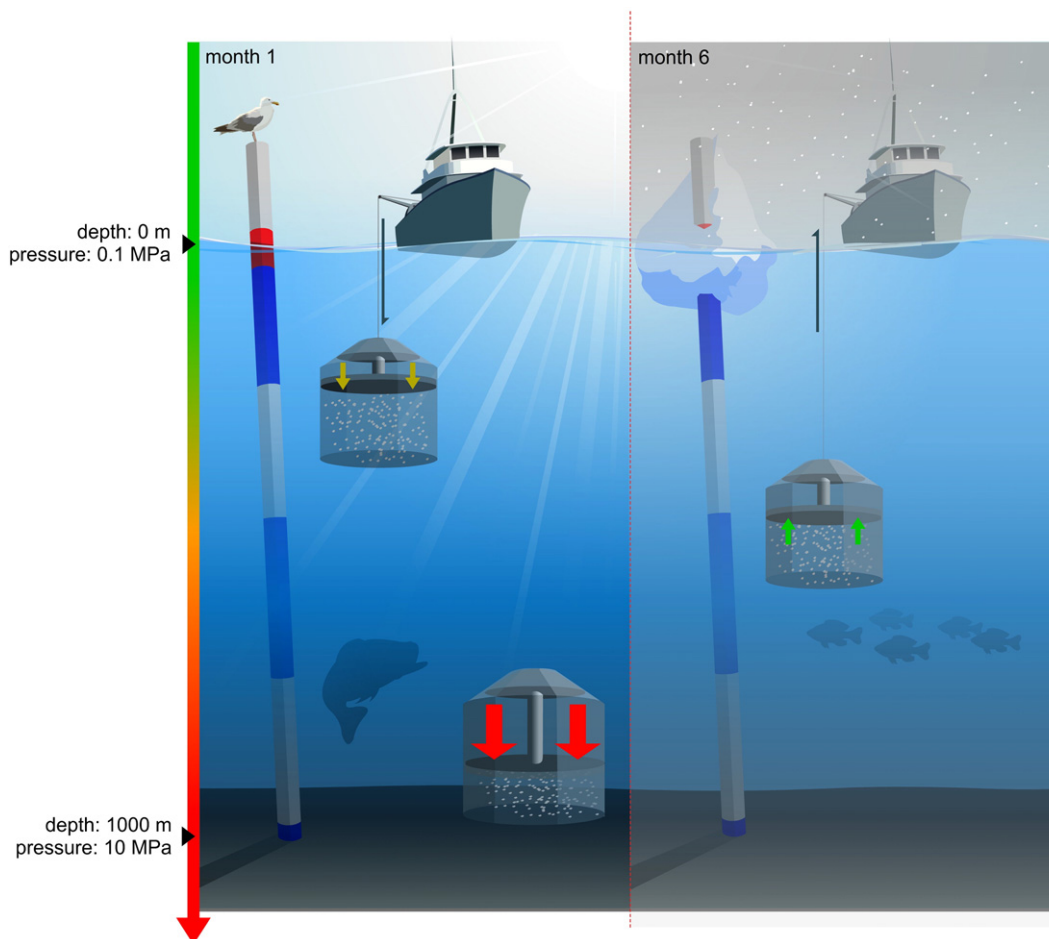 month 1
month 6
depth: 0 m
pressure: 0.1 MPa
depth: 1000 m
pressure: 10 MPa